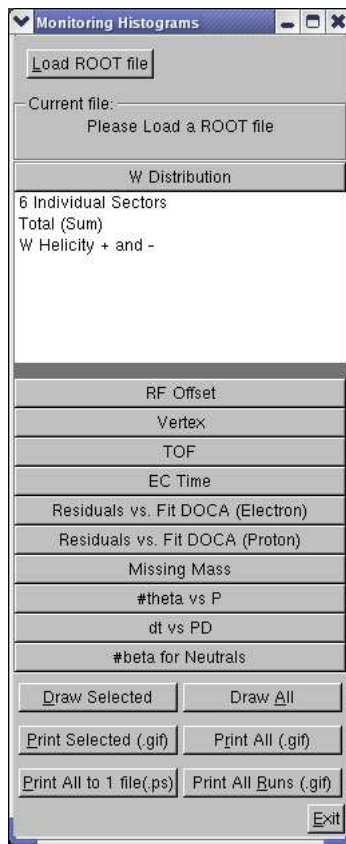 Monitoring Histograms
Load ROOT file
Current file:
Please Load a ROOT file
W Distribution
6 Individual Sectors
Total (Sum)
W Helicity + and -
RF Offset
Vertex
TOF
EC Time
Residuals vs. Fit DOCA (Electron)
Residuals vs. Fit DOCA (Proton)
Missing Mass
#theta vs P
dt vs PD
#beta for Neutrals
Draw Selected Draw All
Print Selected (.gif) Print All (.gif)
Print All to 1 file(.ps) Print All Runs (.gif)
Exit